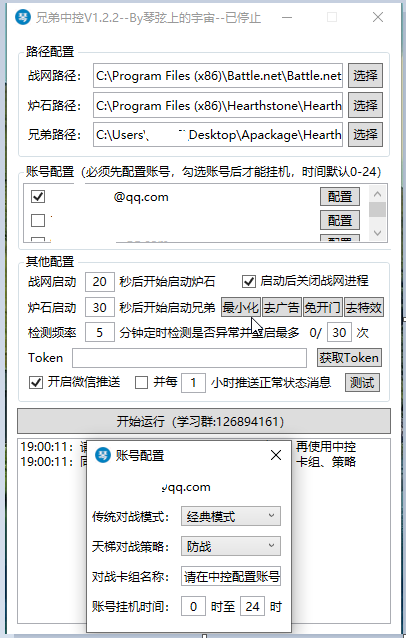 琴 兄弟中控V1.2.2--By琴弦上的宇宙--已停止
路径配置
战网路径： C:\Program Files (x86)\Battle.net\Battle.net 选择
炉石路径： C:\Program Files (x86)\Hearthstone\Hearth 选择
兄弟路径： C:\Users\ Desktop\Apackage\Hearth 选择
账号配置（必须先配置账号，勾选账号后才能挂机，时间默认0-24）
@qq.com 配置
配置
其他配置
战网启动 20 秒后开始启动炉石 启动后关闭战网进程
炉石启动 30 秒后开始启动兄弟 最小化 去广告 免开门 去特效
检测频率 5 分钟定时检测是否异常并重启最多 0/ 30 次
Token 获取Token
开启微信推送 并每 1 小时推送正常状态消息 测试
开始运行（学习群:126894161）
19:00:11: 再使用中控
19:00:11: 卡组、策略
琴 账号配置
qq.com
传统对战模式： 经典模式
天梯对战策略： 防战
对战卡组名称： 请在中控配置账号
账号挂机时间： 0 时至 24 时